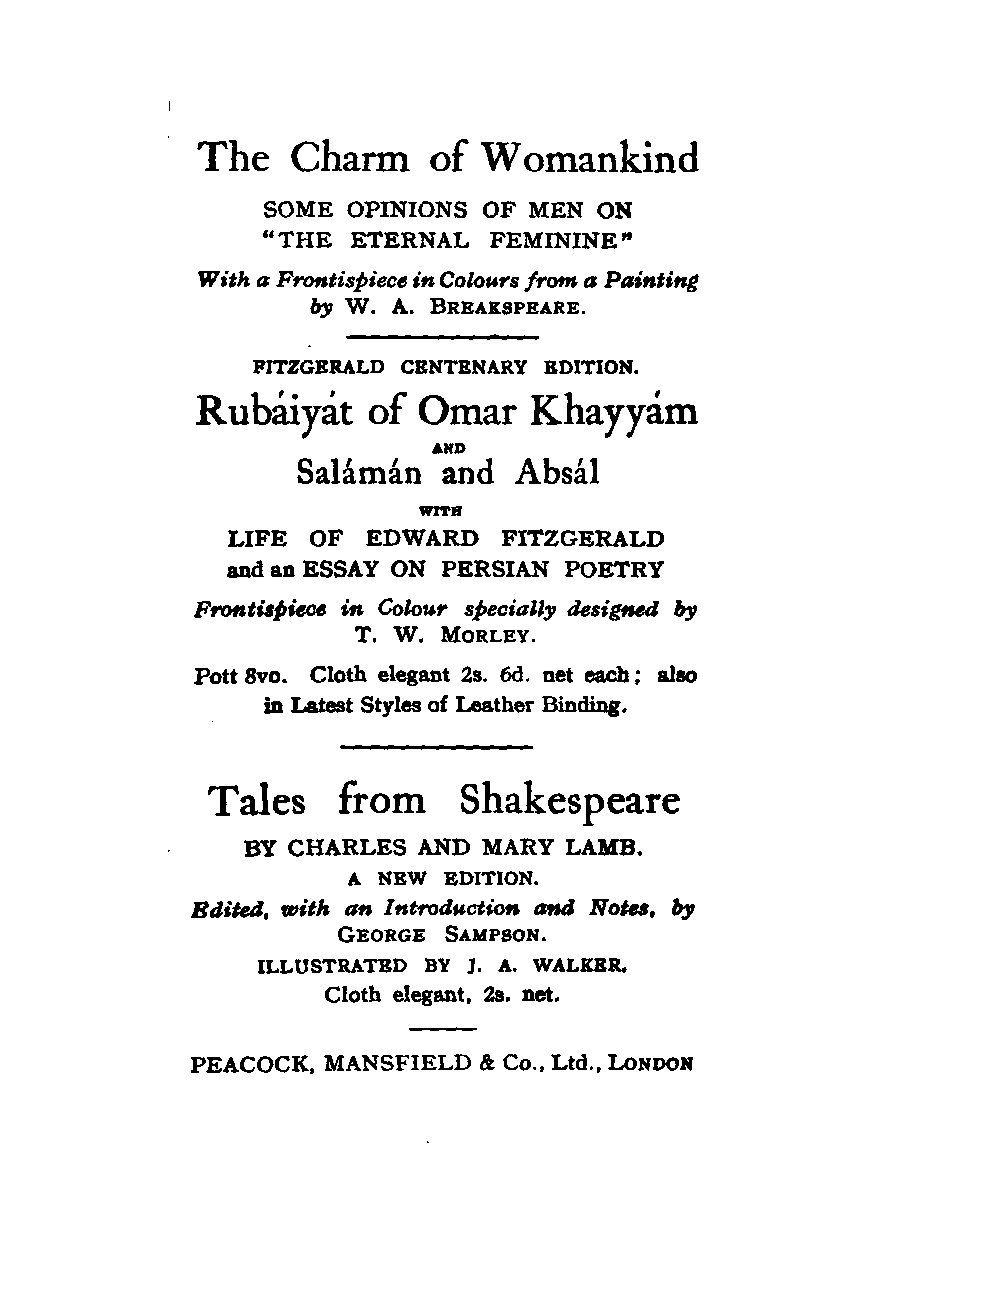 The Charm of Womankind
SOME OPINIONS OF MEN ON
"THE ETERNAL FEMININE"
With a Frontispiece in Colours from a Painting
by W. A. BREAKSPEARE.
FITZGERALD CENTENARY EDITION.
Rubáiyát of Omar Khayyám
AND
Salámán and Absál
WITH
LIFE OF EDWARD FITZGERALD
and an ESSAY ON PERSIAN POETRY
Frontispiece in Colour specially designed by
T. W. MORLEY.
Pott 8vo. Cloth elegant 2s. 6d. net each; also
in Latest Styles of Leather Binding.
Tales from Shakespeare
BY CHARLES AND MARY LAMB.
A NEW EDITION.
Edited, with an Introduction and Notes, by
GEORGE SAMPSON.
ILLUSTRATED BY J. A. WALKER.
Cloth elegant, 2s. net.
PEACOCK, MANSFIELD & Co., Ltd., LONDON